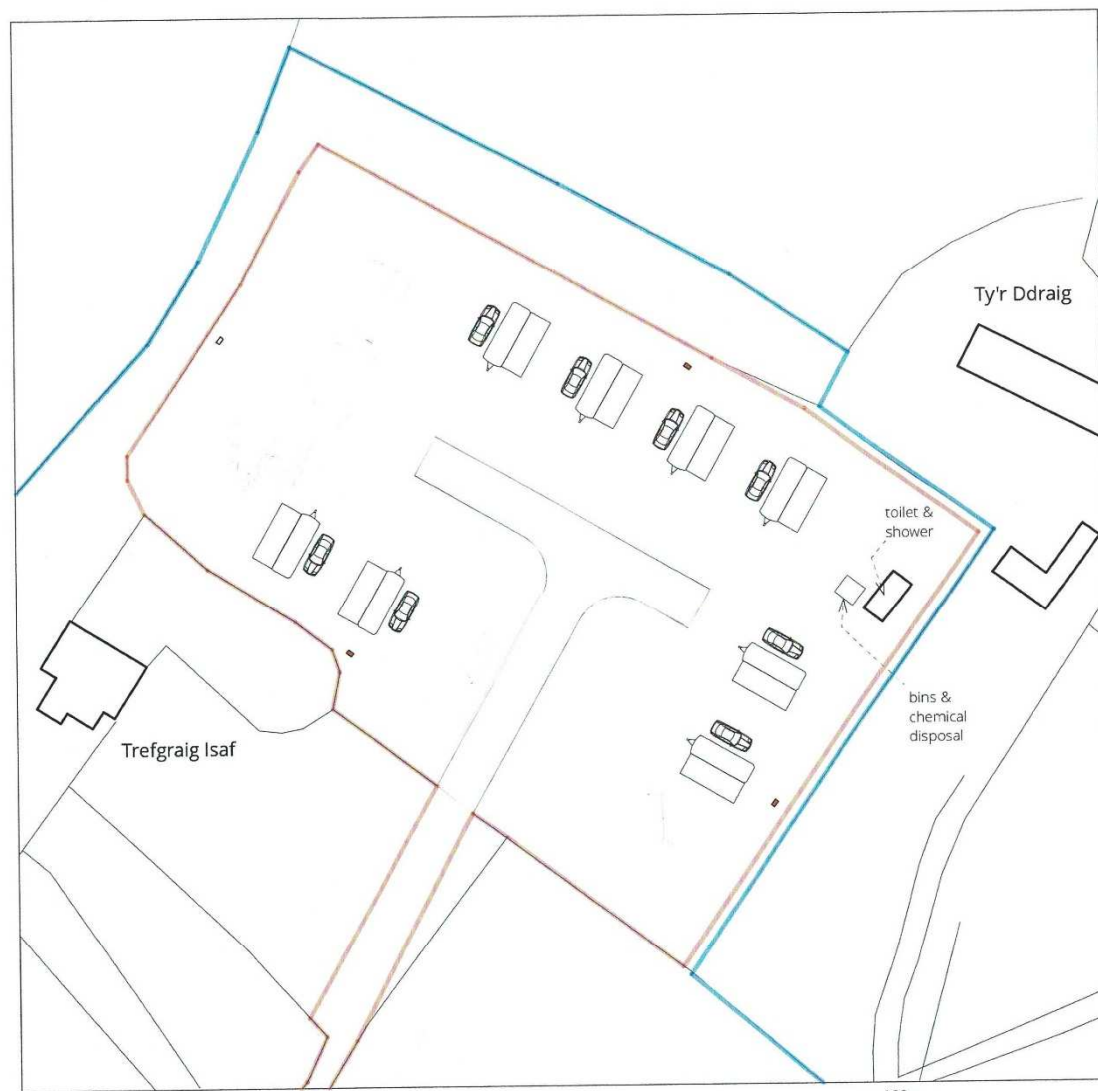 Ty'r Ddraig
toilet &
shower
bins &
chemical
disposal
Trefgraig Isaf